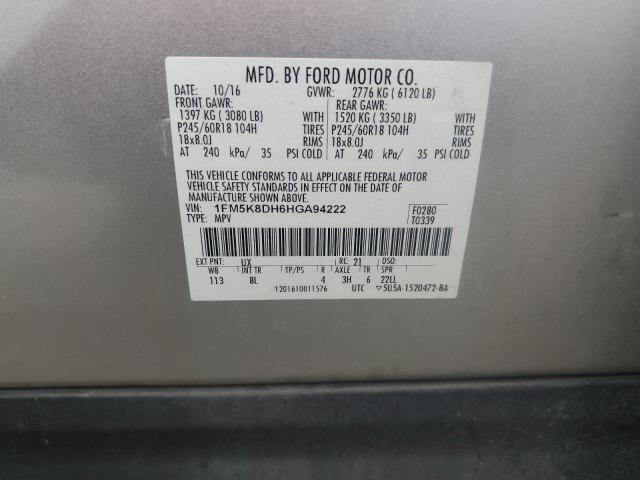 MFD. BY FORD MOTOR CO.
DATE: 10/16 GVWR: 2776 KG ( 6120 LB)
FRONT GAWR: REAR GAWR:
1397 KG ( 3080 LB) WITH 1520 KG ( 3350 LB) WITH
P245/60R18 104H TIRES P245/60R18 104H TIRES
18x8.0J RIMS 18x8.0J RIMS
AT 240 kPa/ 35 PSI COLD AT 240 kPa/ 35 PSI COLD
THIS VEHICLE CONFORMS TO ALL APPLICABLE FEDERAL MOTOR
VEHICLE SAFETY STANDARDS IN EFFECT ON THE DATE OF
MANUFACTURE SHOWN ABOVE.
VIN: 1FM5K8DH6HGA94222 F0280
TYPE: MPV T0339
EXT PNT: UX RC: 21 DSO:
WB INT TR TP/PS R AXLE TR SPR
113 8L 4 3H 6 22LL
1201610011576 UTC ▽5U5A-1520472-BA